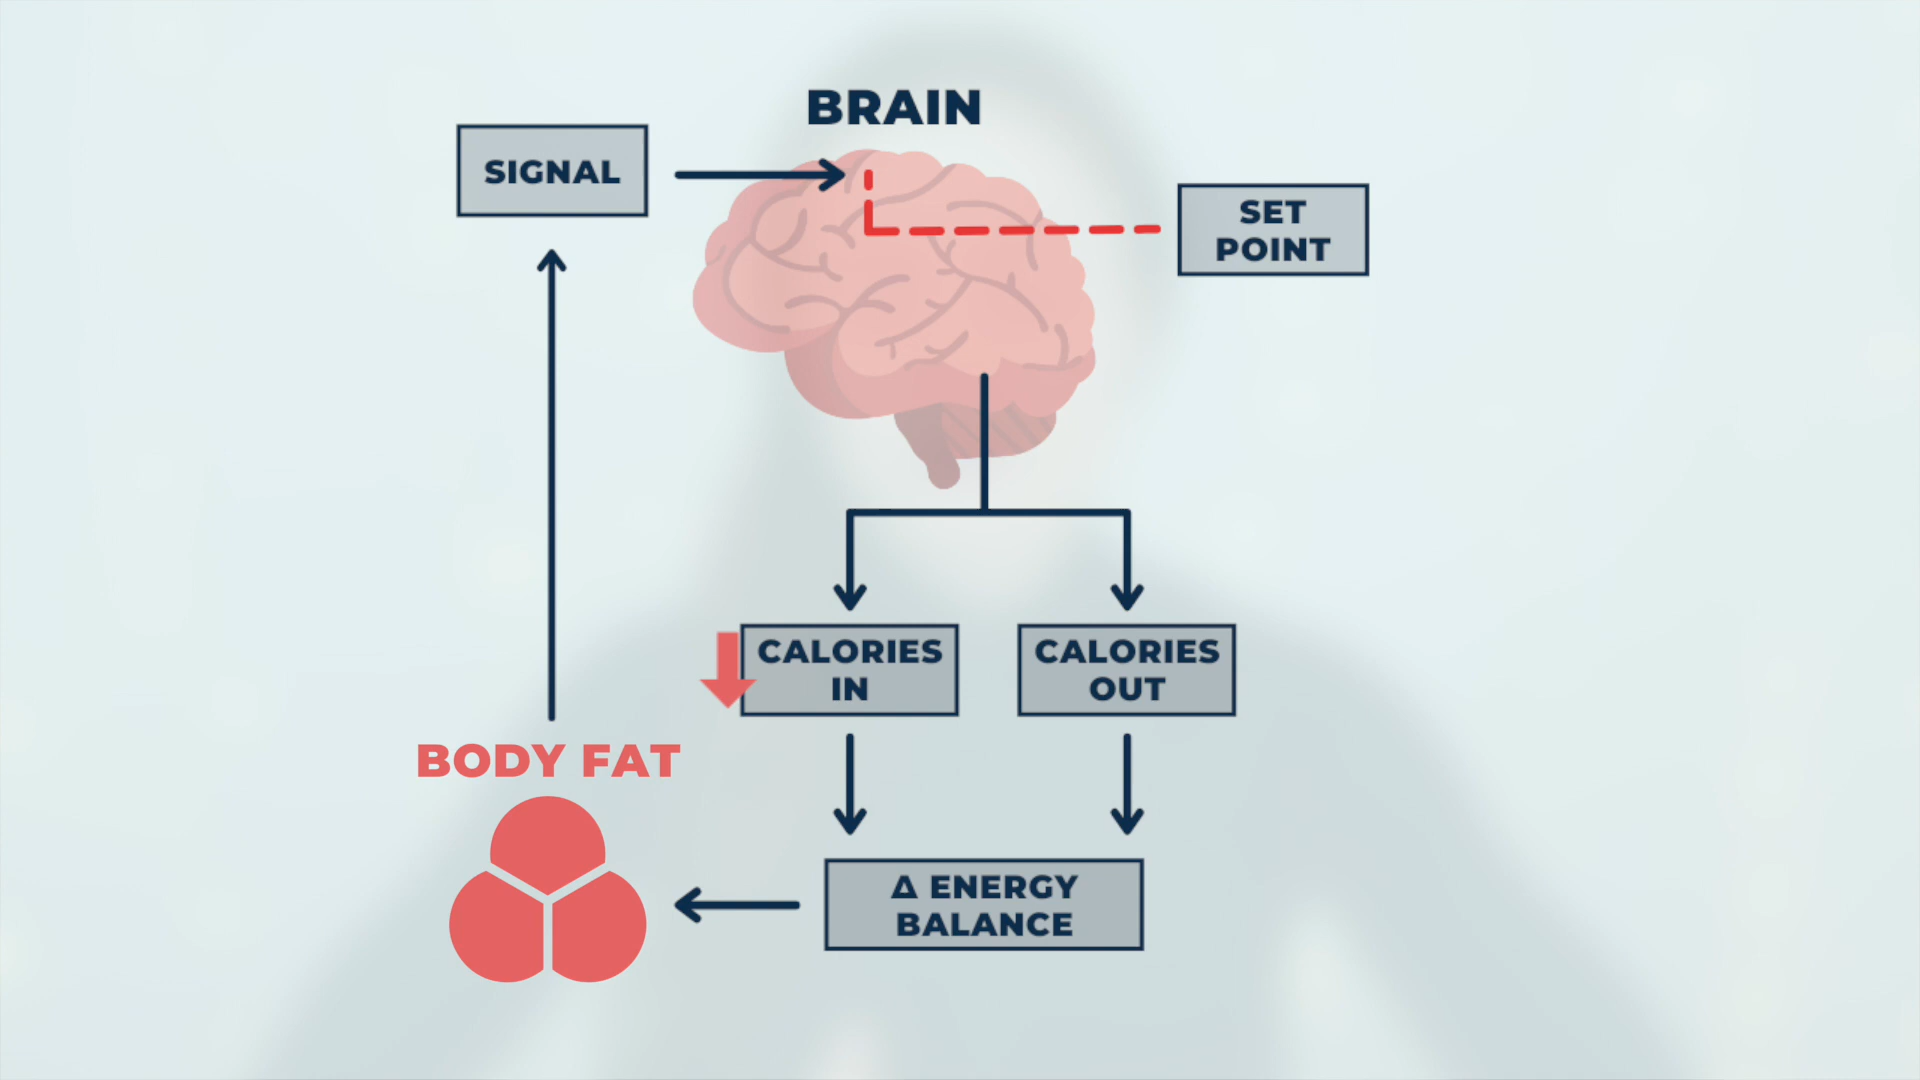 BRAIN
SIGNAL
SET
POINT
CALORIES
IN
CALORIES
OUT
BODY FAT
Δ ENERGY
BALANCE